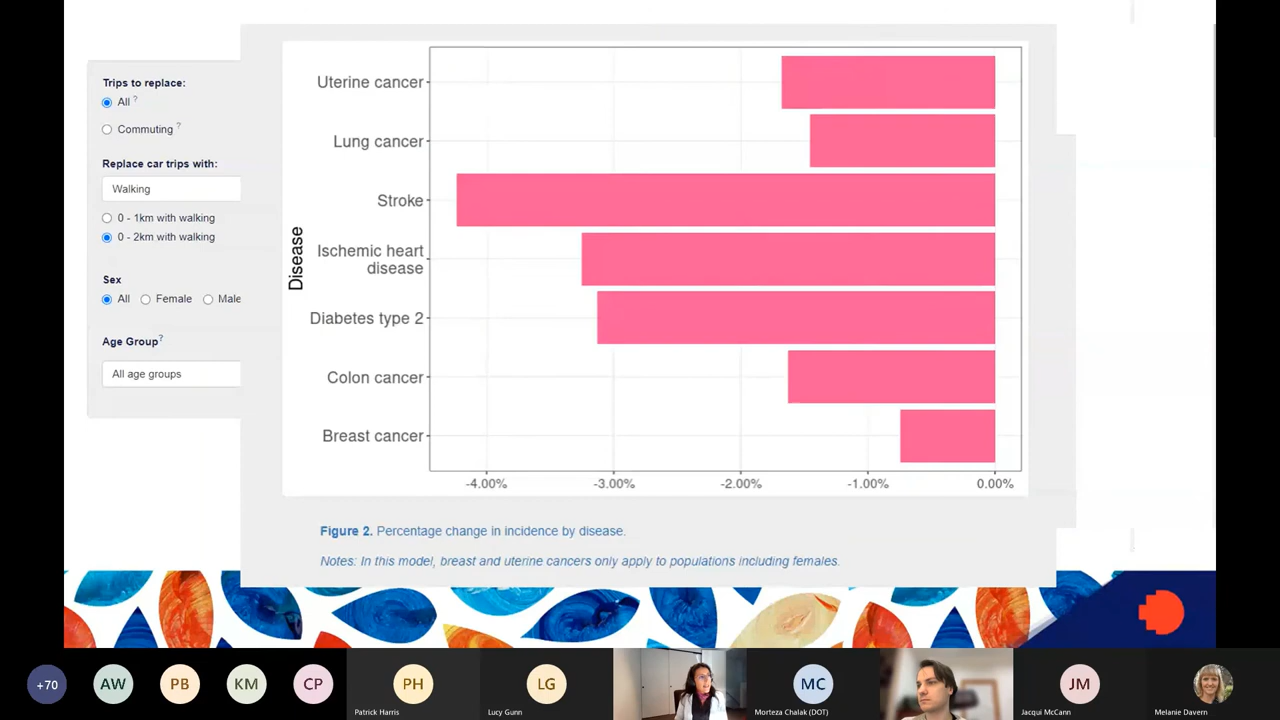 Trips to replace:
All ?
Commuting ?
Replace car trips with:
Walking
0 - 1km with walking
0 - 2km with walking
Sex
All Female Male
Age Group?
All age groups
Disease
Uterine cancer
Lung cancer
Stroke
Ischemic heart
disease
Diabetes type 2
Colon cancer
Breast cancer
-4.00% -3.00% -2.00% -1.00% 0.00%
Figure 2. Percentage change in incidence by disease.
Notes: In this model, breast and uterine cancers only apply to populations including females.
+70 AW PB KM CP PH LG MC JM
Patrick Harris Lucy Gunn Morteza Chalak (DOT) Jacqui McCann Melanie Davern